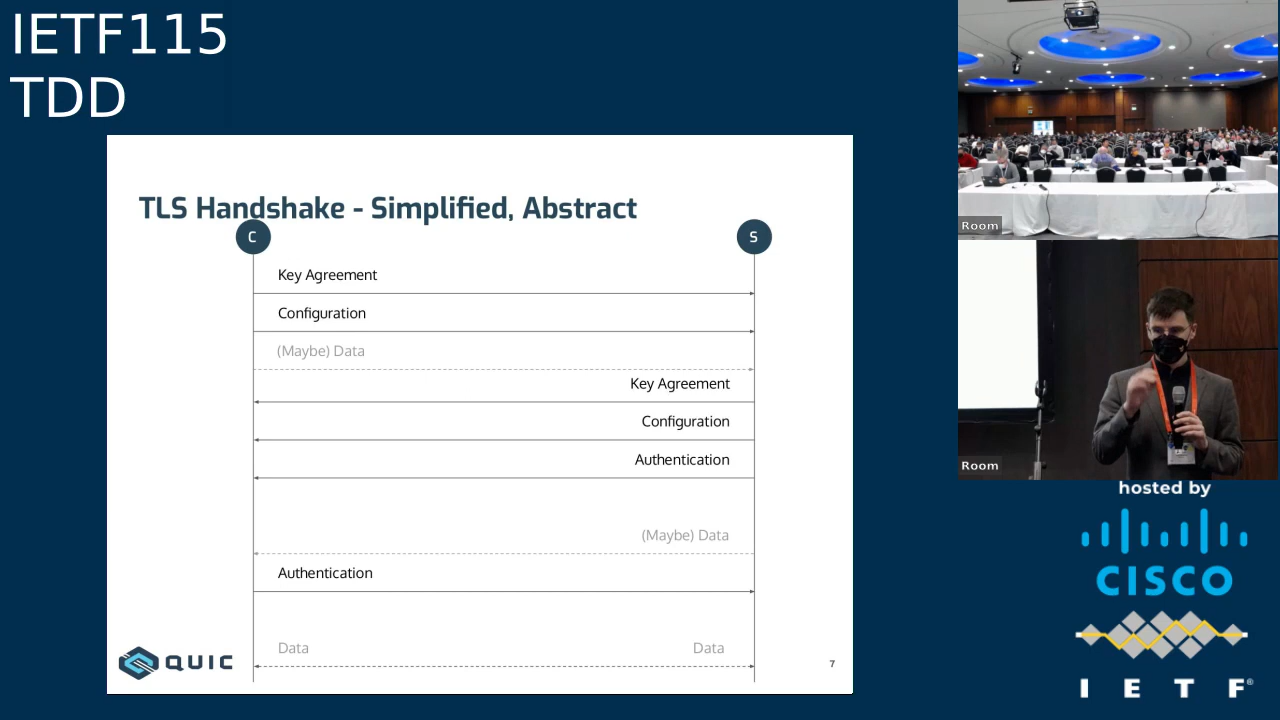 IETF115
TDD
TLS Handshake - Simplified, Abstract
C
S
Key Agreement
Configuration
(Maybe) Data
Key Agreement
Configuration
Authentication
(Maybe) Data
Authentication
Data
Data
QUIC
7
Room
Room
hosted by
CISCO
IETF®